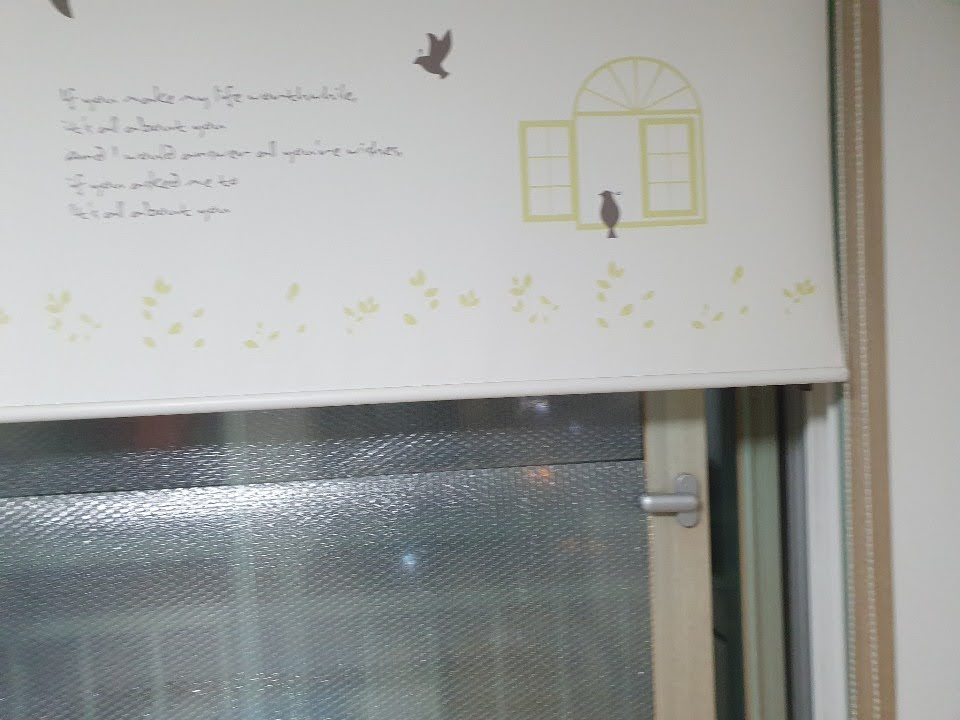 If you make my life worthwhile,
it's all about you
and I would answer all you're wishes,
if you asked me to
It's all about you